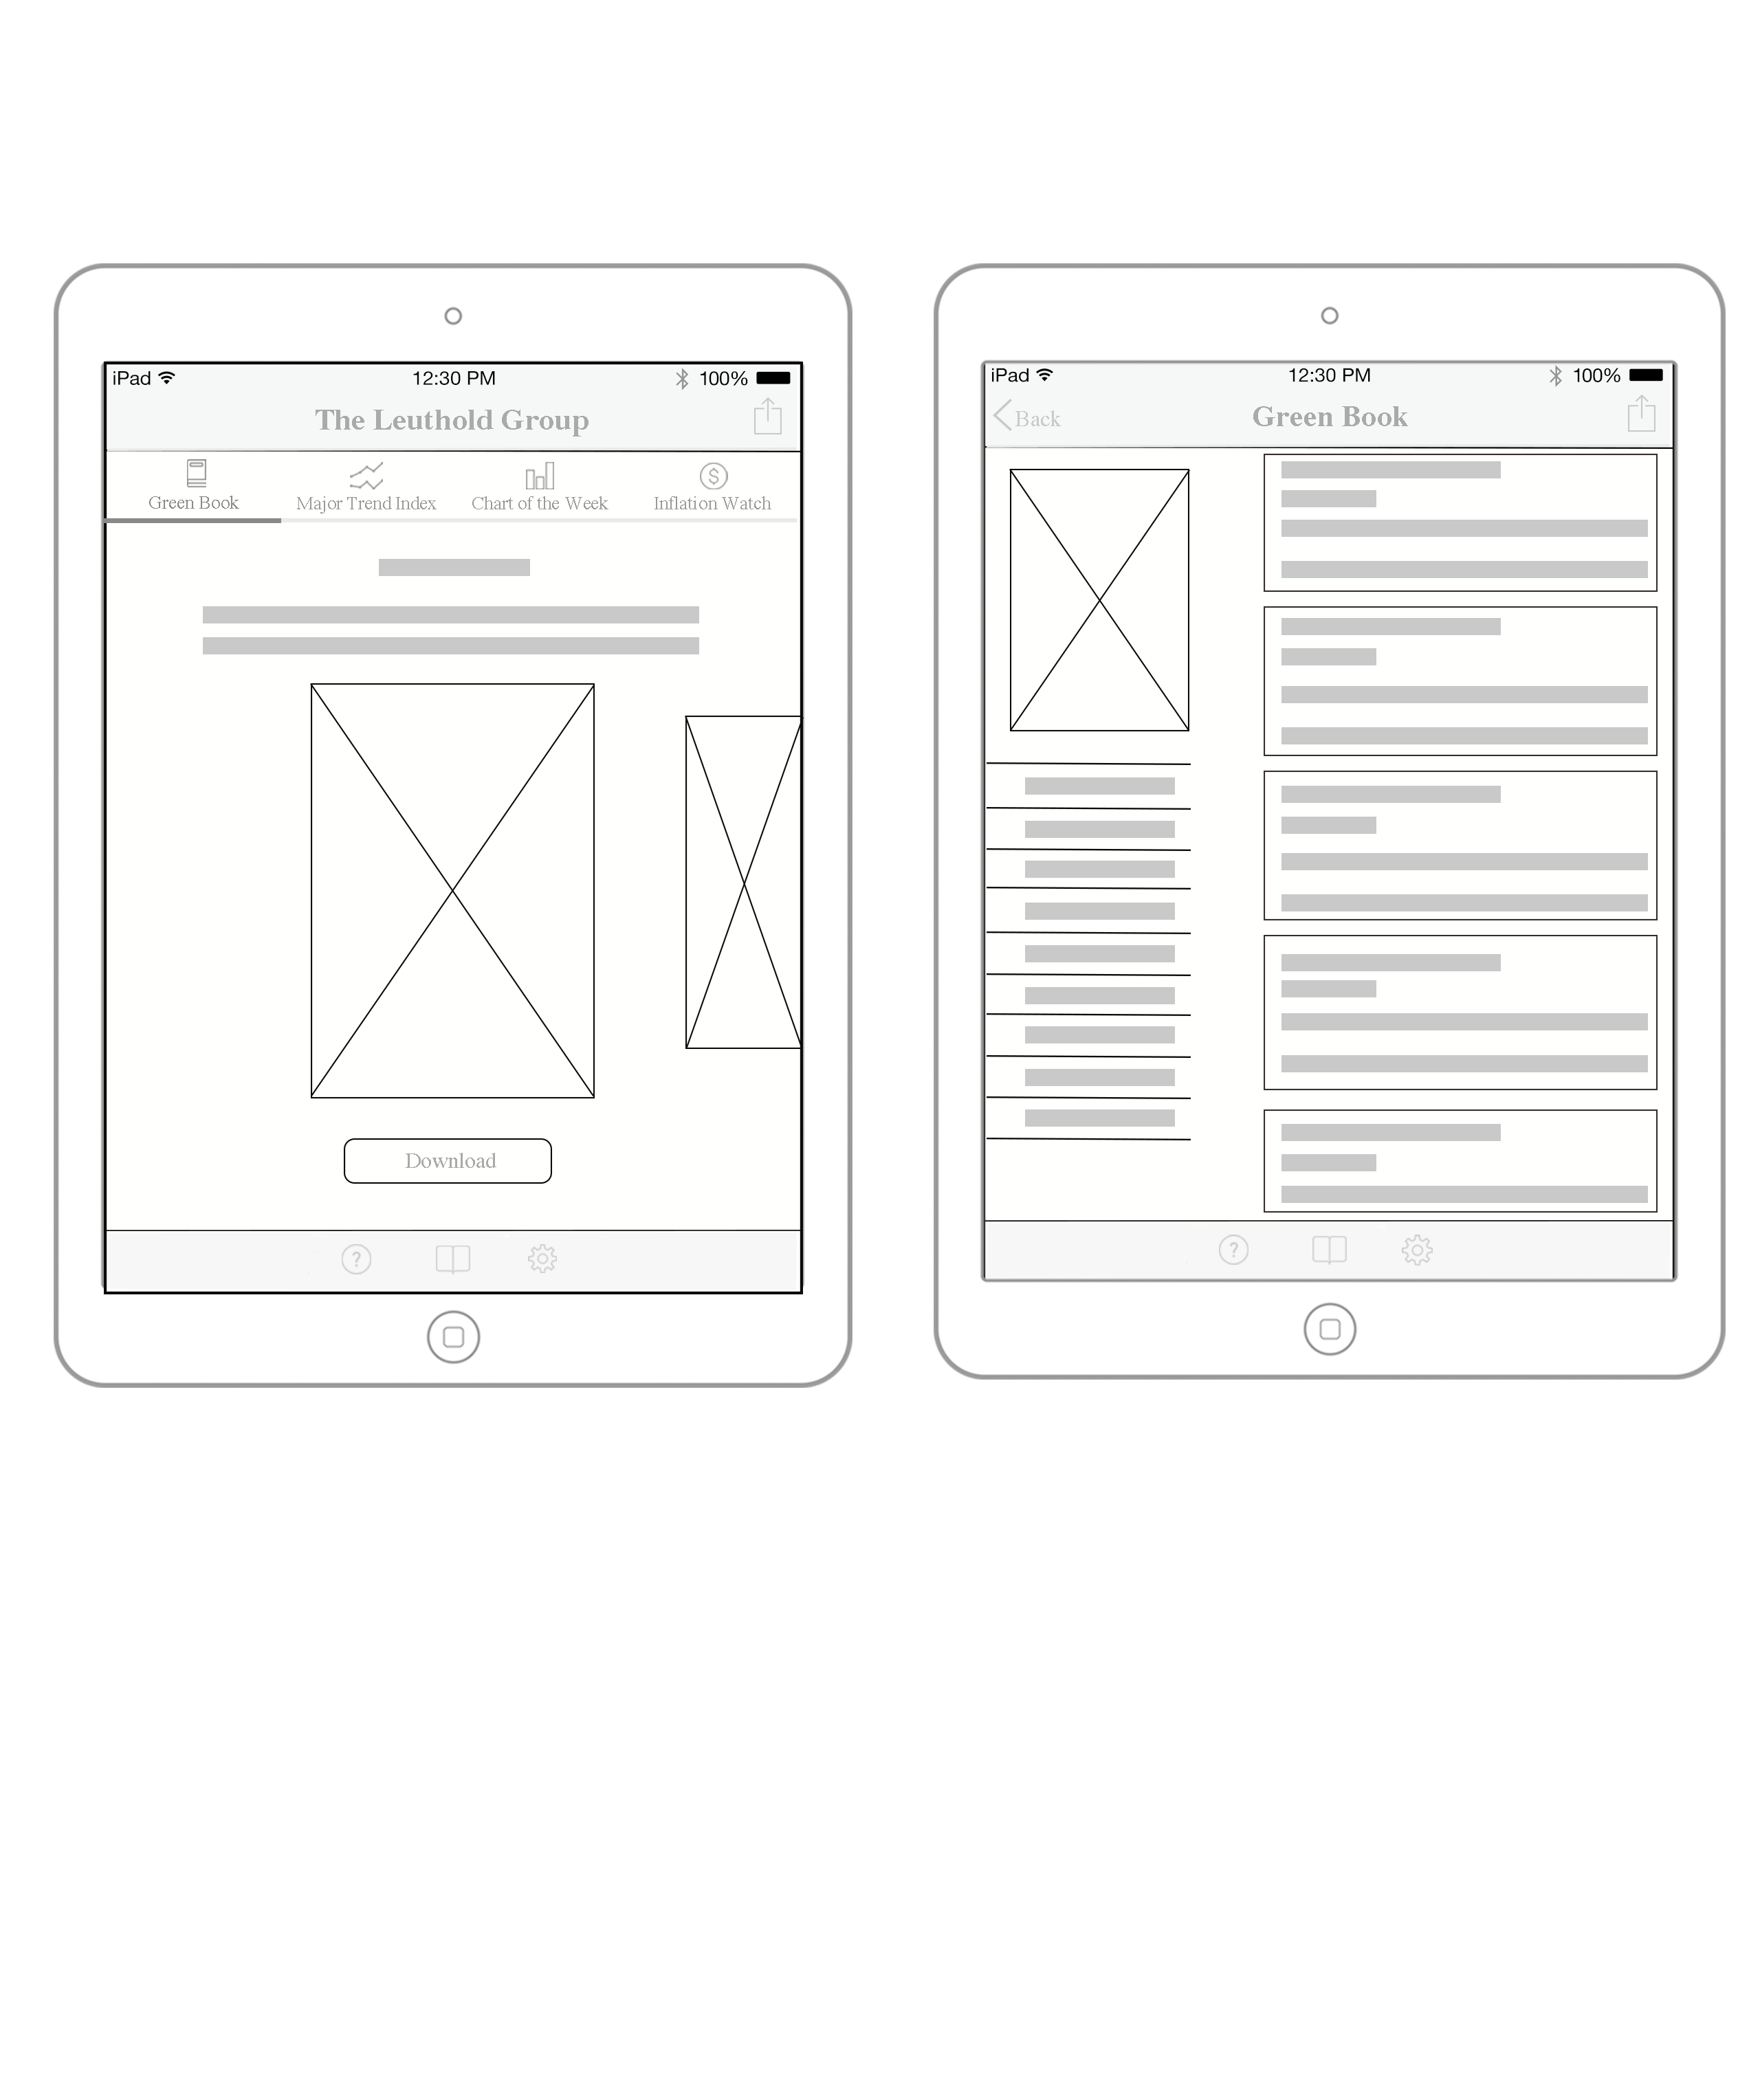 iPad 12:30 PM 100%
The Leuthold Group
Green Book Major Trend Index Chart of the Week Inflation Watch
Download
?
iPad 12:30 PM 100%
Back Green Book
?